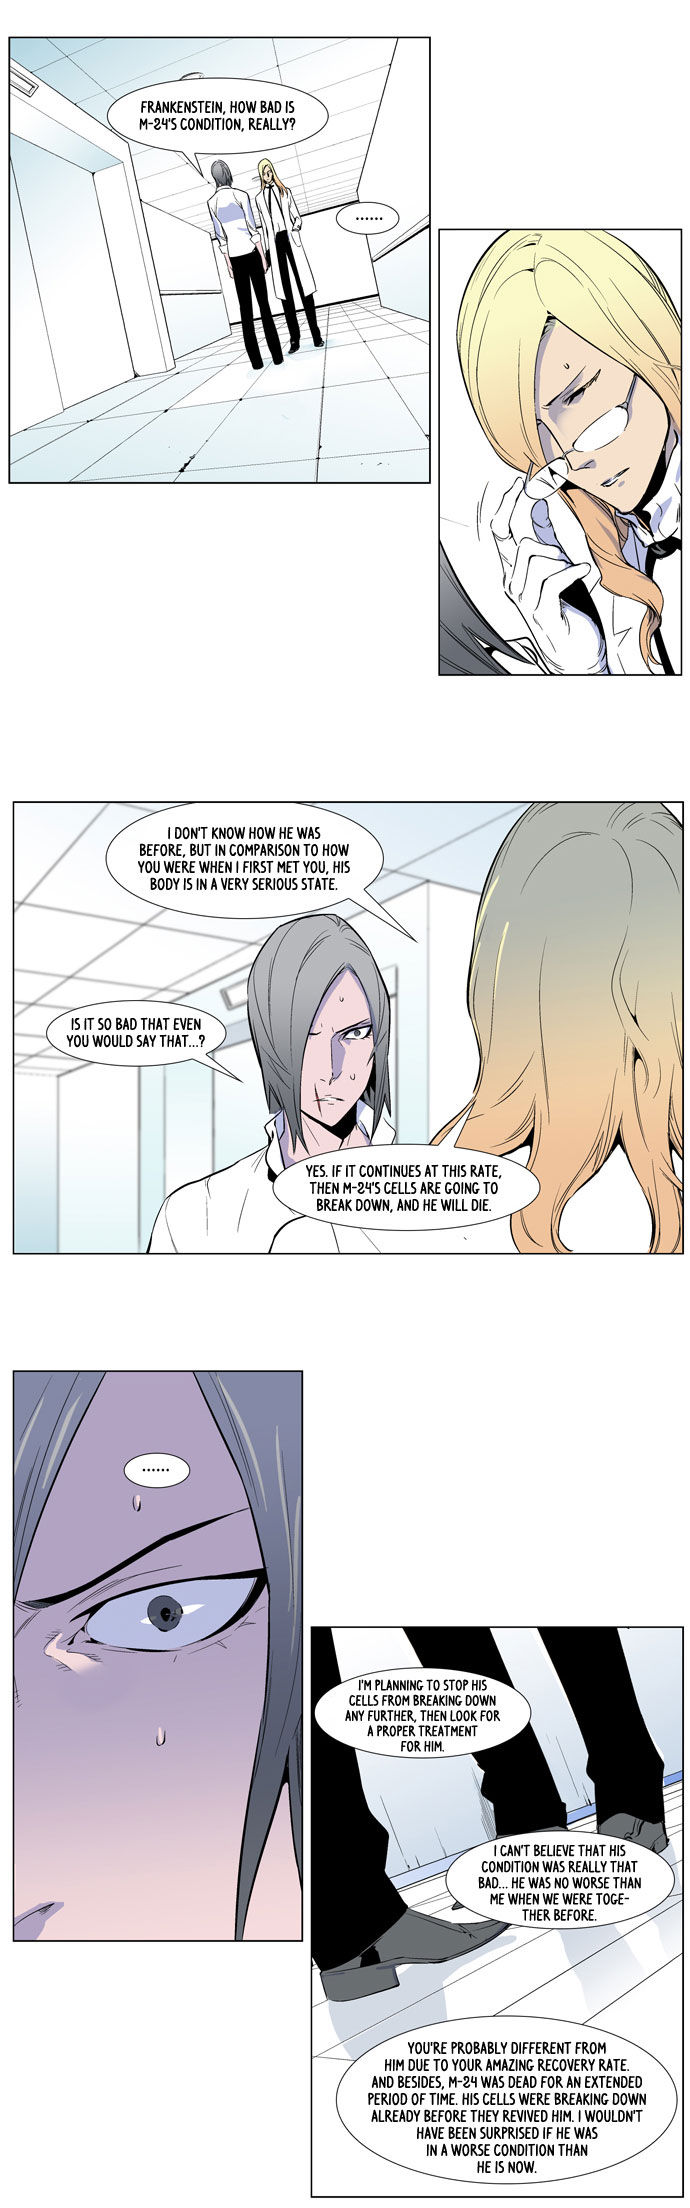 FRANKENSTEIN, HOW BAD IS
M-24'S CONDITION, REALLY?
......
I DON'T KNOW HOW HE WAS
BEFORE, BUT IN COMPARISON TO HOW
YOU WERE WHEN I FIRST MET YOU, HIS
BODY IS IN A VERY SERIOUS STATE.
IS IT SO BAD THAT EVEN
YOU WOULD SAY THAT...?
YES. IF IT CONTINUES AT THIS RATE,
THEN M-24'S CELLS ARE GOING TO
BREAK DOWN, AND HE WILL DIE.
......
I'M PLANNING TO STOP HIS
CELLS FROM BREAKING DOWN
ANY FURTHER, THEN LOOK FOR
A PROPER TREATMENT
FOR HIM.
I CAN'T BELIEVE THAT HIS
CONDITION WAS REALLY THAT
BAD... HE WAS NO WORSE THAN
ME WHEN WE WERE TOGE-
THER BEFORE.
YOU'RE PROBABLY DIFFERENT FROM
HIM DUE TO YOUR AMAZING RECOVERY RATE.
AND BESIDES, M-24 WAS DEAD FOR AN EXTENDED
PERIOD OF TIME. HIS CELLS WERE BREAKING DOWN
ALREADY BEFORE THEY REVIVED HIM. I WOULDN'T
HAVE BEEN SURPRISED IF HE WAS
IN A WORSE CONDITION THAN
HE IS NOW.